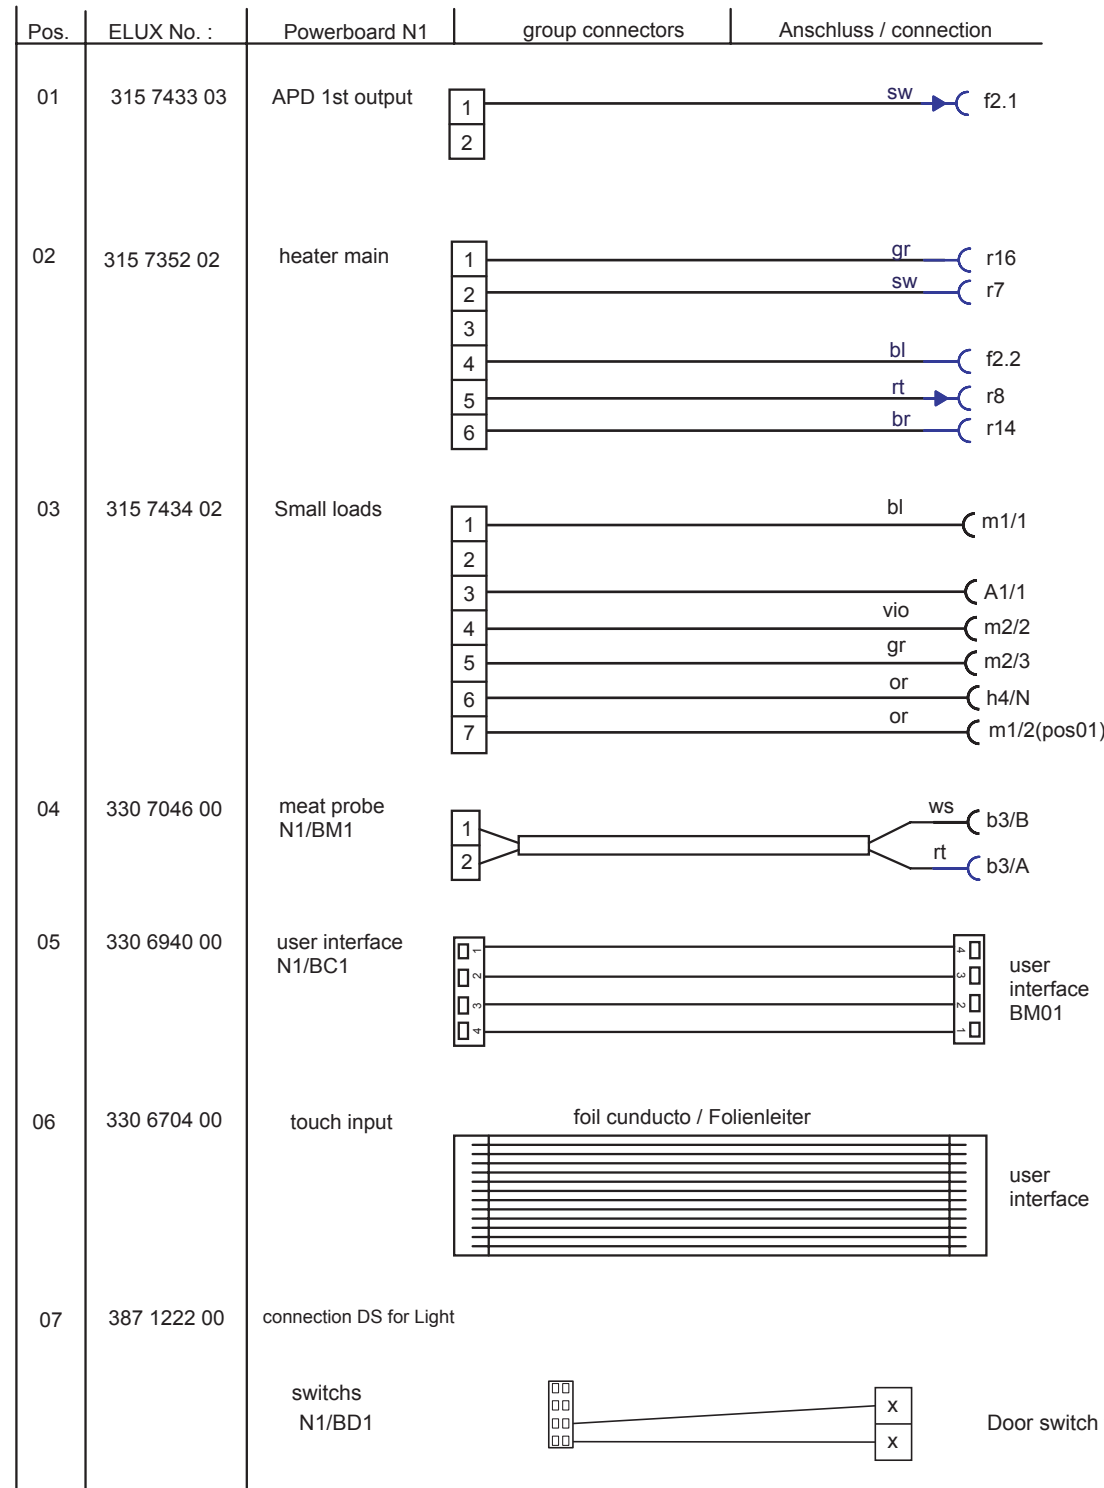 Pos. ELUX No. : Powerboard N1 group connectors Anschluss / connection
01 315 7433 03 APD 1st output
1 sw f2.1
2
02 315 7352 02 heater main
1 gr r16
2 sw r7
3
4 bl f2.2
5 rt r8
6 br r14
03 315 7434 02 Small loads
1 bl m1/1
2
3 A1/1
4 vio m2/2
5 gr m2/3
6 or h4/N
7 or m1/2(pos01)
04 330 7046 00 meat probe
N1/BM1
1 ws b3/B
2 rt b3/A
05 330 6940 00 user interface
N1/BC1
1 4
2 3
3 2
4 1
user
interface
BM01
06 330 6704 00 touch input foil cunducto / Folienleiter
user
interface
07 387 1222 00 connection DS for Light
switchs
N1/BD1
x
x
Door switch